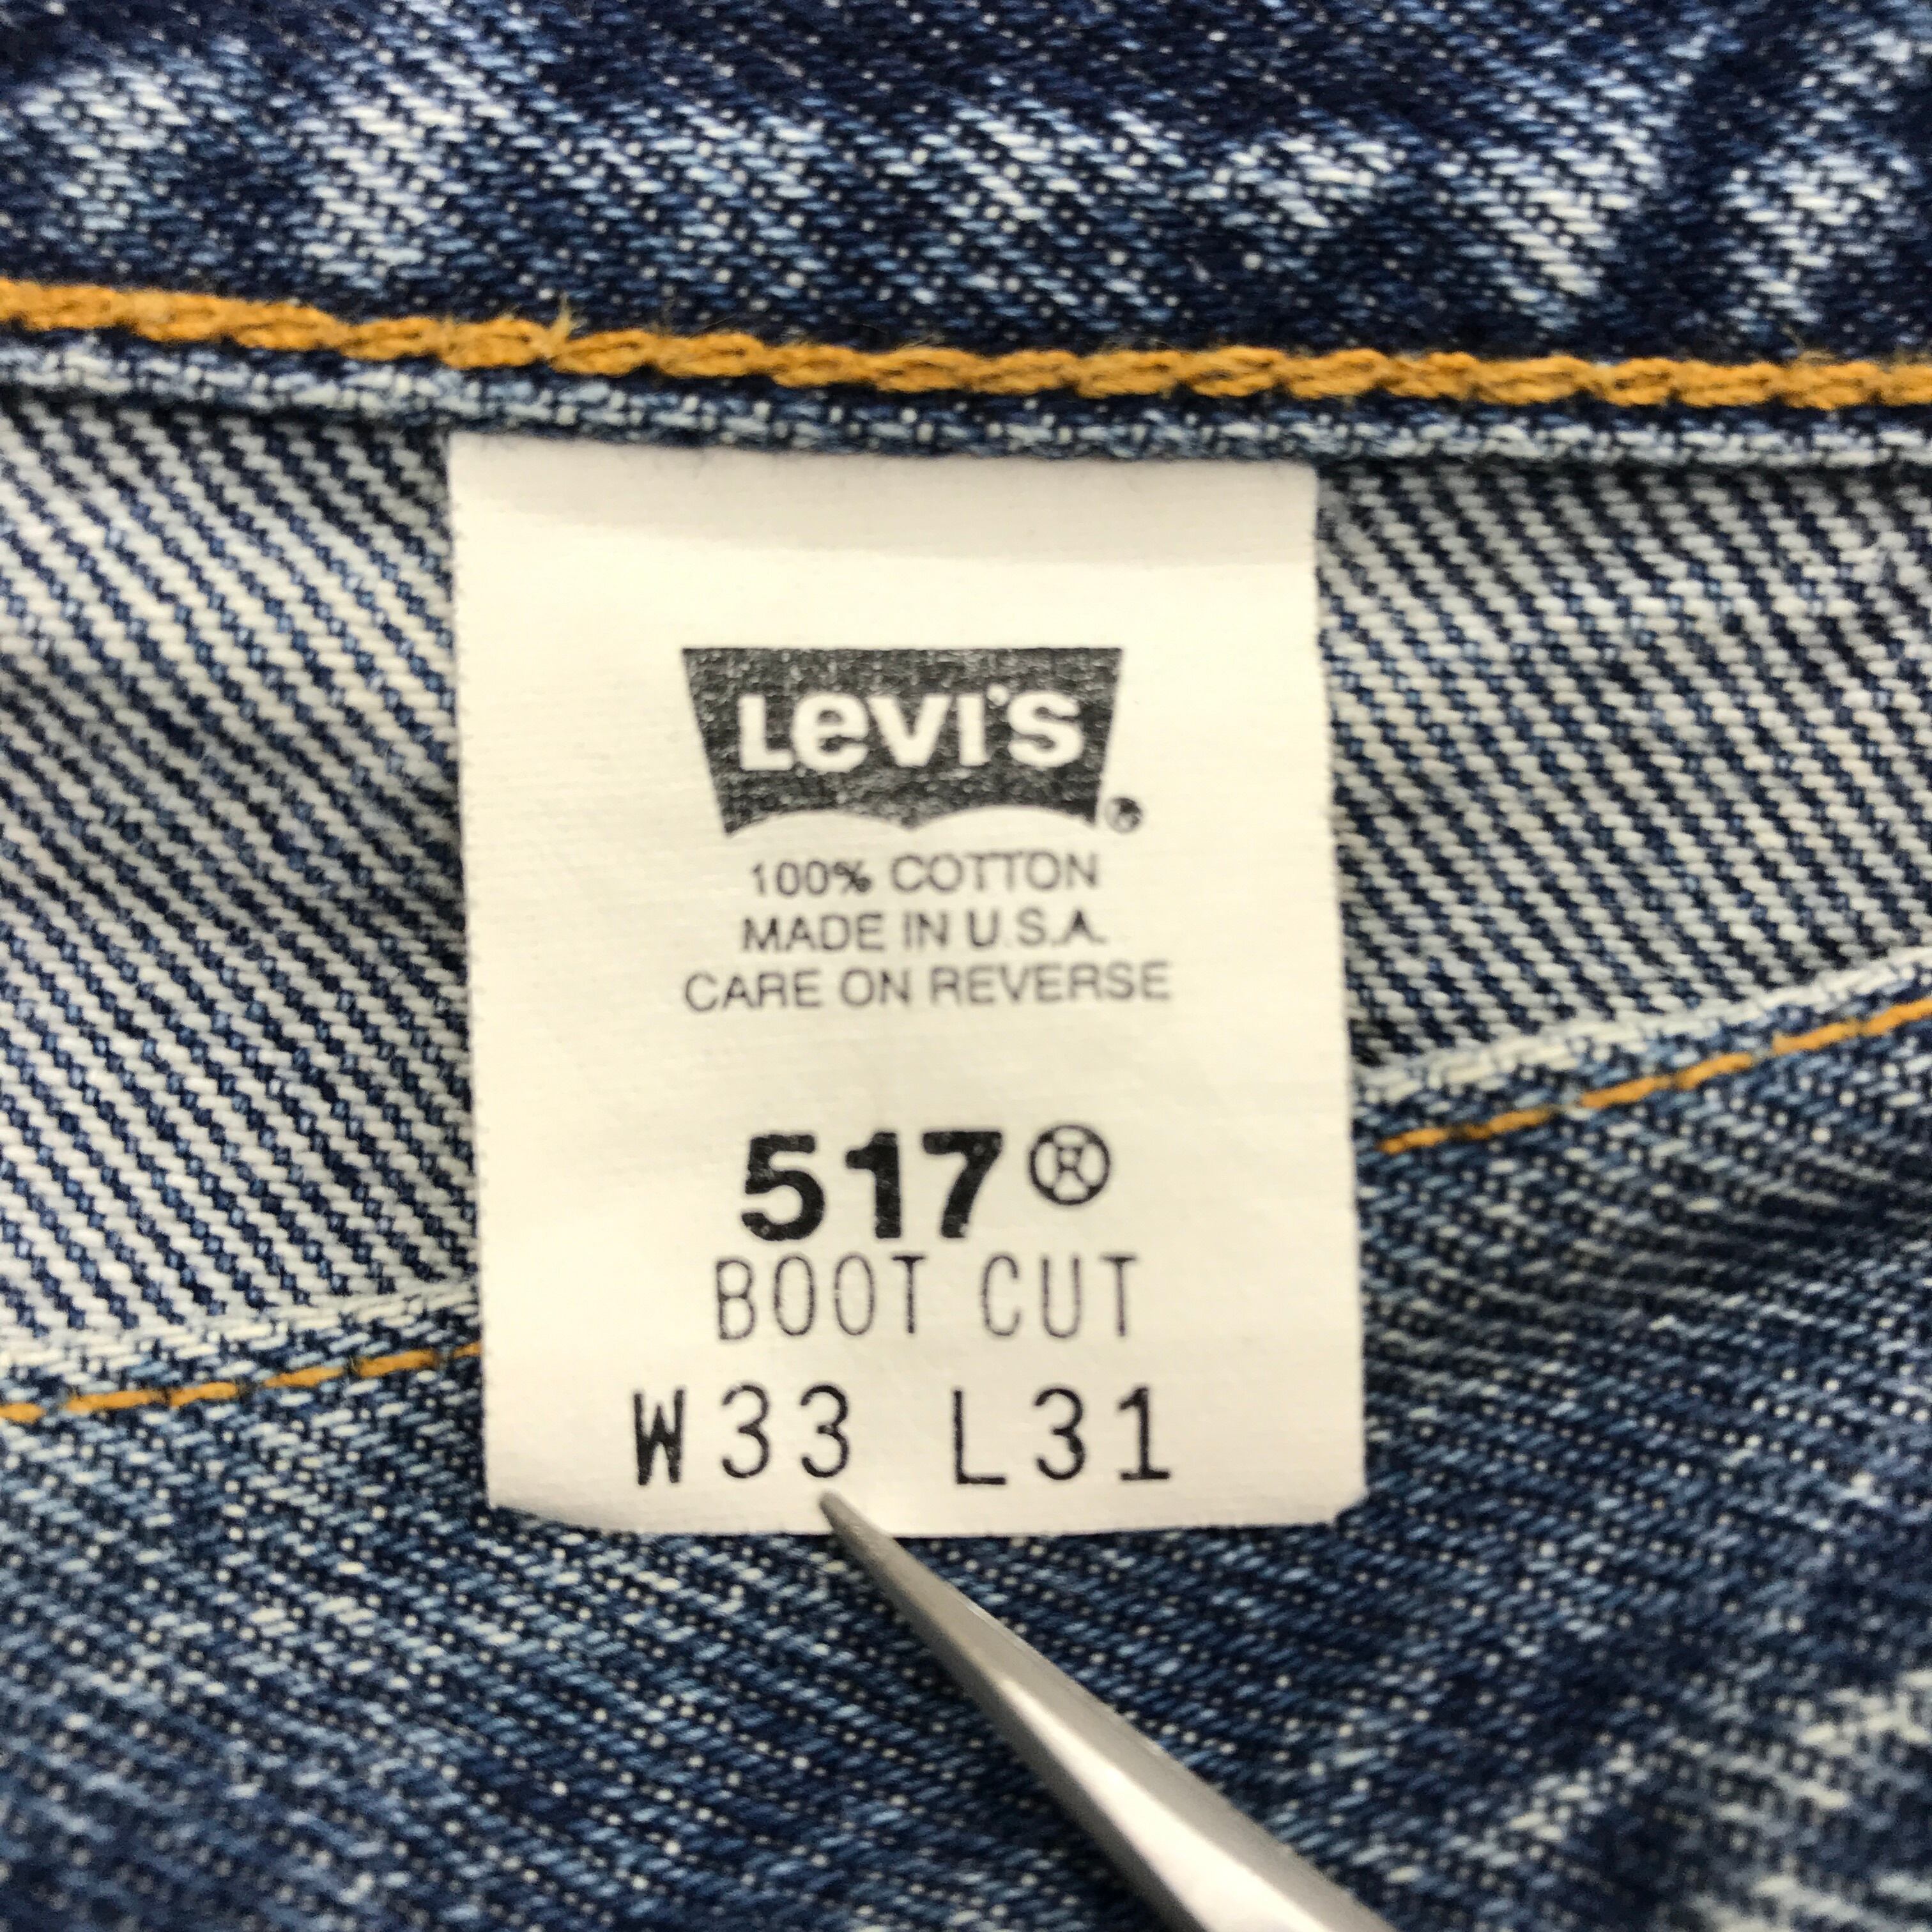 LEVI'S®
100% COTTON
MADE IN U.S.A.
CARE ON REVERSE
517®
BOOT CUT
W33 L31